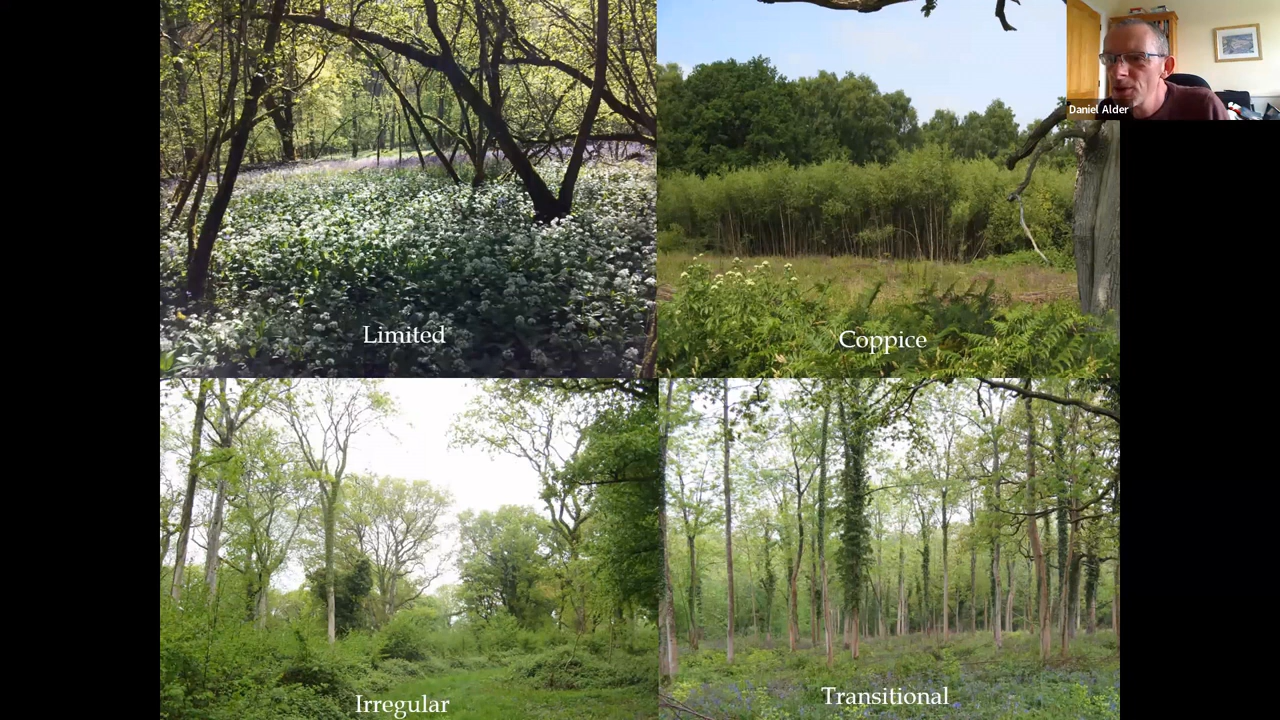 Daniel Alder
Limited
Coppice
Irregular
Transitional